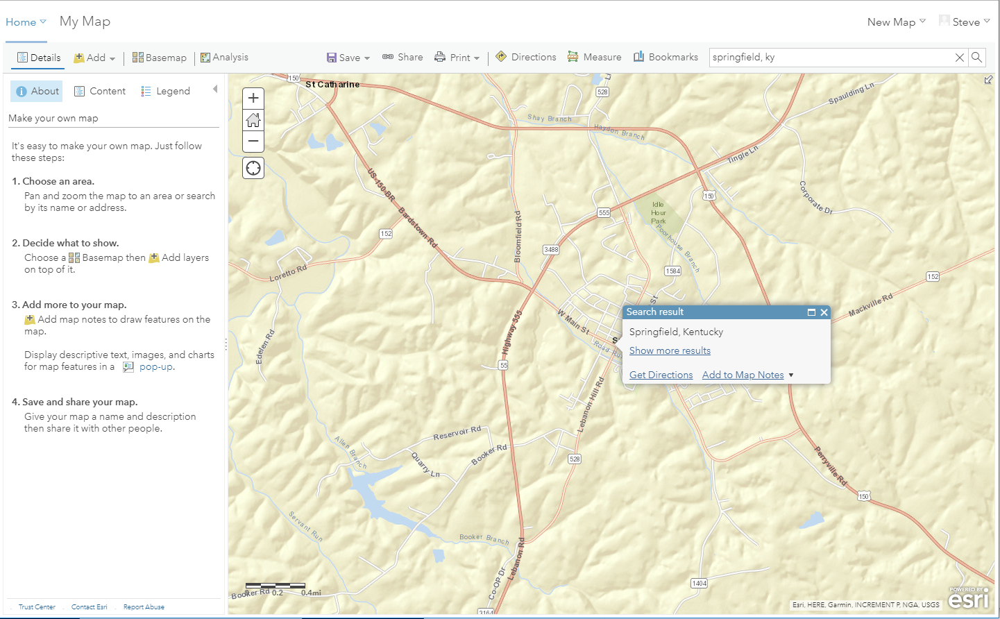 Home
My Map
New Map
Steve
Details
Add
Basemap
Analysis
Save
Share
Print
Directions
Measure
Bookmarks
springfield, ky
About
Content
Legend
Make your own map
It's easy to make your own map. Just follow
these steps:
1. Choose an area.
Pan and zoom the map to an area or search
by its name or address.
2. Decide what to show.
Choose a Basemap then Add layers
on top of it.
3. Add more to your map.
Add map notes to draw features on the
map.
Display descriptive text, images, and charts
for map features in a pop-up.
4. Save and share your map.
Give your map a name and description
then share it with other people.
Trust Center
Contact Esri
Report Abuse
150
St Catharine
528
Spaulding Ln
Shay Branch
Haydon Branch
Tingle Ln
US-150-BR
Bardstown Rd
Corporate Dr
150
Idle
Hour
Park
555
Poorhouse Branch
152
Bloomfield Rd
3488
1584
152
Loretto Rd
Mackville Rd
St
W Main St
Highway 555
Edelen Rd
Road Ru
S
55
Search result
Springfield, Kentucky
Show more results
Get Directions
Add to Map Notes
Lebanon Hill Rd
Reservoir Rd
Allen Branch
Booker Rd
Quarry Ln
528
Perryville Rd
150
Servant Run
Booker Branch
Lebanon Rd
Co-OP Dr
1404
3164
Booker Rd
0
0.2
0.4mi
Esri, HERE, Garmin, INCREMENT P, NGA, USGS
POWERED BY
esri